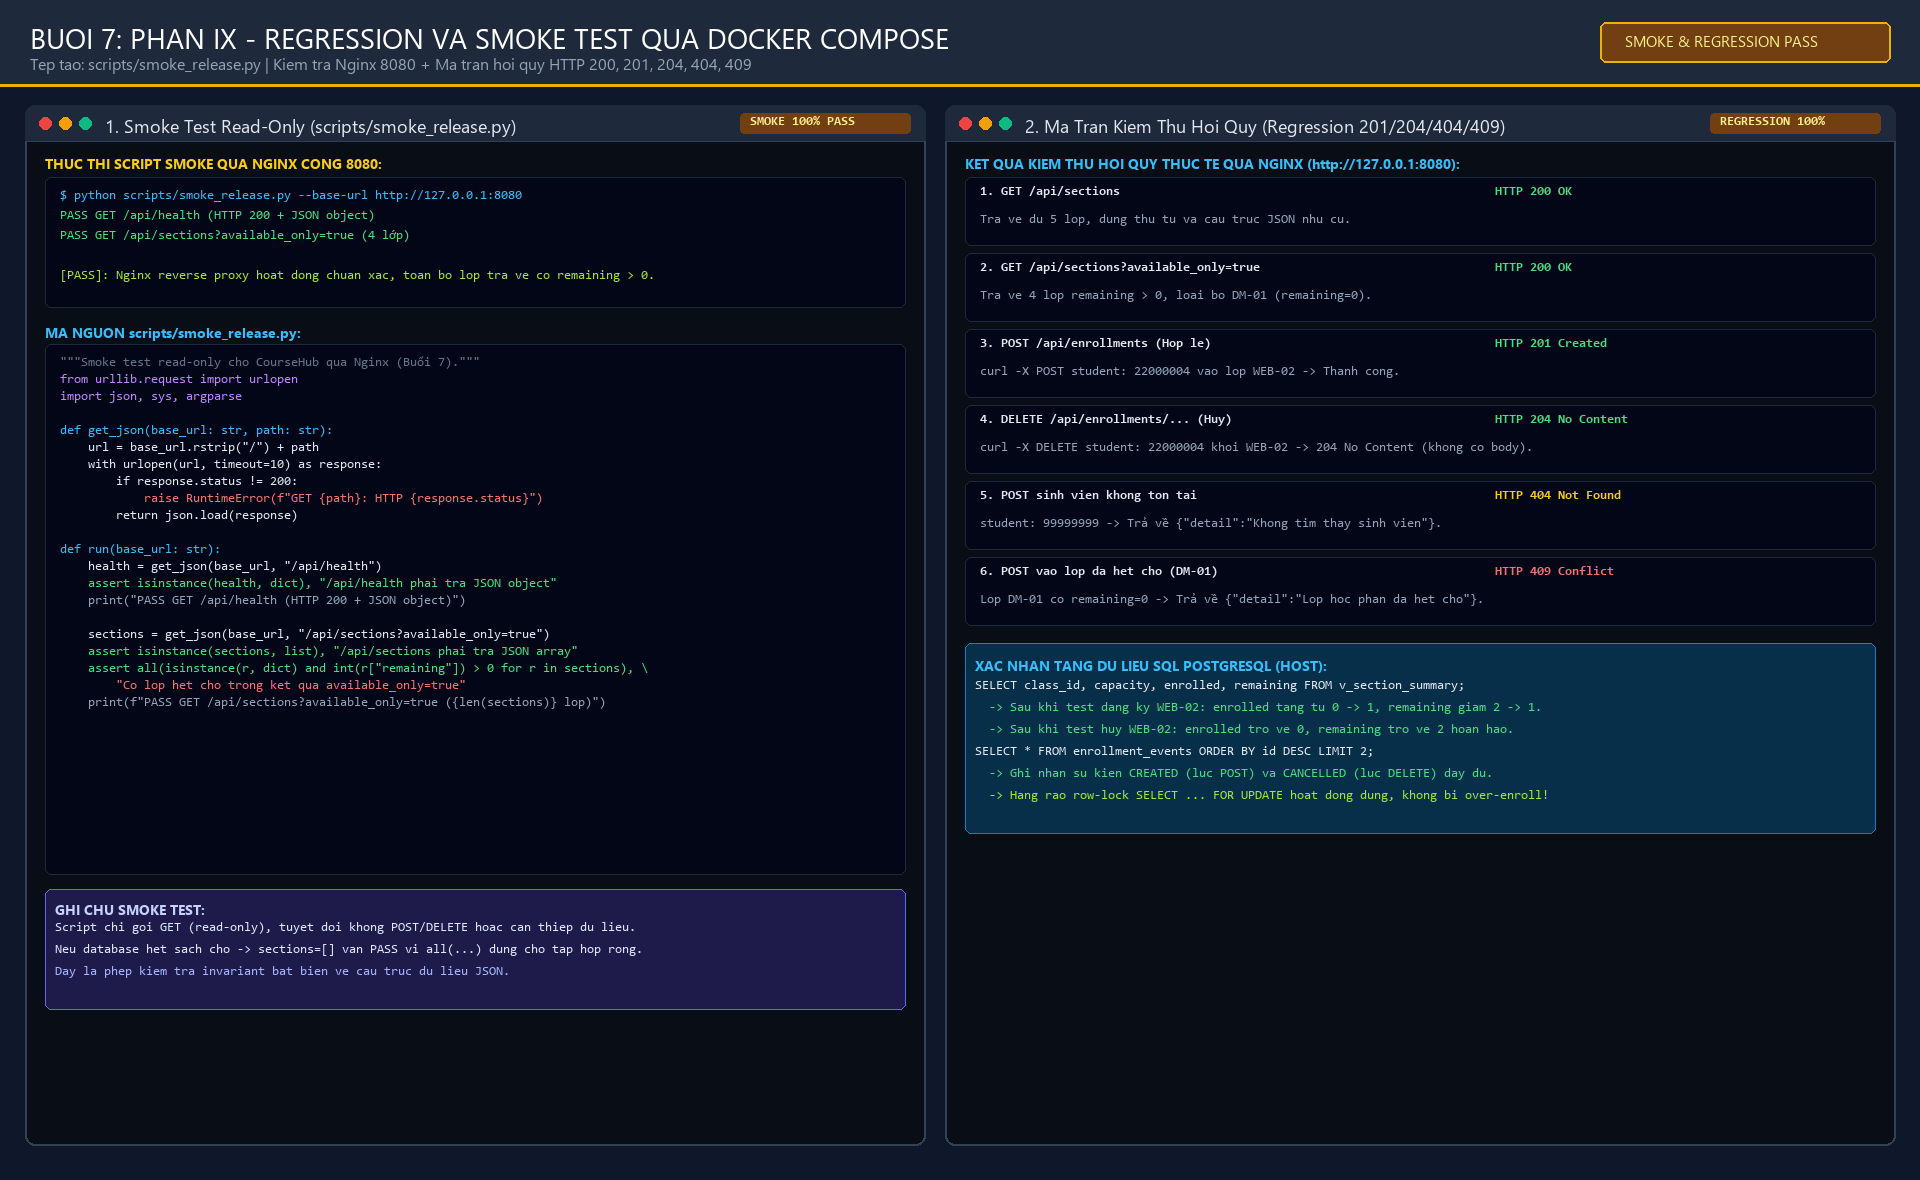 BUOI 7: PHAN IX - REGRESSION VA SMOKE TEST QUA DOCKER COMPOSE
Tep tao: scripts/smoke_release.py | Kiem tra Nginx 8080 + Ma tran hoi quy HTTP 200, 201, 204, 404, 409
SMOKE & REGRESSION PASS
1. Smoke Test Read-Only (scripts/smoke_release.py)
SMOKE 100% PASS
THUC THI SCRIPT SMOKE QUA NGINX CONG 8080:
$ python scripts/smoke_release.py --base-url http://127.0.0.1:8080
PASS GET /api/health (HTTP 200 + JSON object)
PASS GET /api/sections?available_only=true (4 lớp)
[PASS]: Nginx reverse proxy hoat dong chuan xac, toan bo lop tra ve co remaining > 0.
MA NGUON scripts/smoke_release.py:
"""Smoke test read-only cho CourseHub qua Nginx (Buổi 7)."""
from urllib.request import urlopen
import json, sys, argparse
def get_json(base_url: str, path: str):
    url = base_url.rstrip("/") + path
    with urlopen(url, timeout=10) as response:
        if response.status != 200:
            raise RuntimeError(f"GET {path}: HTTP {response.status}")
        return json.load(response)
def run(base_url: str):
    health = get_json(base_url, "/api/health")
    assert isinstance(health, dict), "/api/health phai tra JSON object"
    print("PASS GET /api/health (HTTP 200 + JSON object)")
    sections = get_json(base_url, "/api/sections?available_only=true")
    assert isinstance(sections, list), "/api/sections phai tra JSON array"
    assert all(isinstance(r, dict) and int(r["remaining"]) > 0 for r in sections), \
        "Co lop het cho trong ket qua available_only=true"
    print(f"PASS GET /api/sections?available_only=true ({len(sections)} lop)")
GHI CHU SMOKE TEST:
Script chi goi GET (read-only), tuyet doi khong POST/DELETE hoac can thiep du lieu.
Neu database het sach cho -> sections=[] van PASS vi all(...) dung cho tap hop rong.
Day la phep kiem tra invariant bat bien ve cau truc du lieu JSON.
2. Ma Tran Kiem Thu Hoi Quy (Regression 201/204/404/409)
REGRESSION 100%
KET QUA KIEM THU HOI QUY THUC TE QUA NGINX (http://127.0.0.1:8080):
1. GET /api/sections HTTP 200 OK
Tra ve du 5 lop, dung thu tu va cau truc JSON nhu cu.
2. GET /api/sections?available_only=true HTTP 200 OK
Tra ve 4 lop remaining > 0, loai bo DM-01 (remaining=0).
3. POST /api/enrollments (Hop le) HTTP 201 Created
curl -X POST student: 22000004 vao lop WEB-02 -> Thanh cong.
4. DELETE /api/enrollments/... (Huy) HTTP 204 No Content
curl -X DELETE student: 22000004 khoi WEB-02 -> 204 No Content (khong co body).
5. POST sinh vien khong ton tai HTTP 404 Not Found
student: 99999999 -> Trả về {"detail":"Khong tim thay sinh vien"}.
6. POST vao lop da het cho (DM-01) HTTP 409 Conflict
Lop DM-01 co remaining=0 -> Trả về {"detail":"Lop hoc phan da het cho"}.
XAC NHAN TANG DU LIEU SQL POSTGRESQL (HOST):
SELECT class_id, capacity, enrolled, remaining FROM v_section_summary;
-> Sau khi test dang ky WEB-02: enrolled tang tu 0 -> 1, remaining giam 2 -> 1.
-> Sau khi test huy WEB-02: enrolled tro ve 0, remaining tro ve 2 hoan hao.
SELECT * FROM enrollment_events ORDER BY id DESC LIMIT 2;
-> Ghi nhan su kien CREATED (luc POST) va CANCELLED (luc DELETE) day du.
-> Hang rao row-lock SELECT ... FOR UPDATE hoat dong dung, khong bi over-enroll!